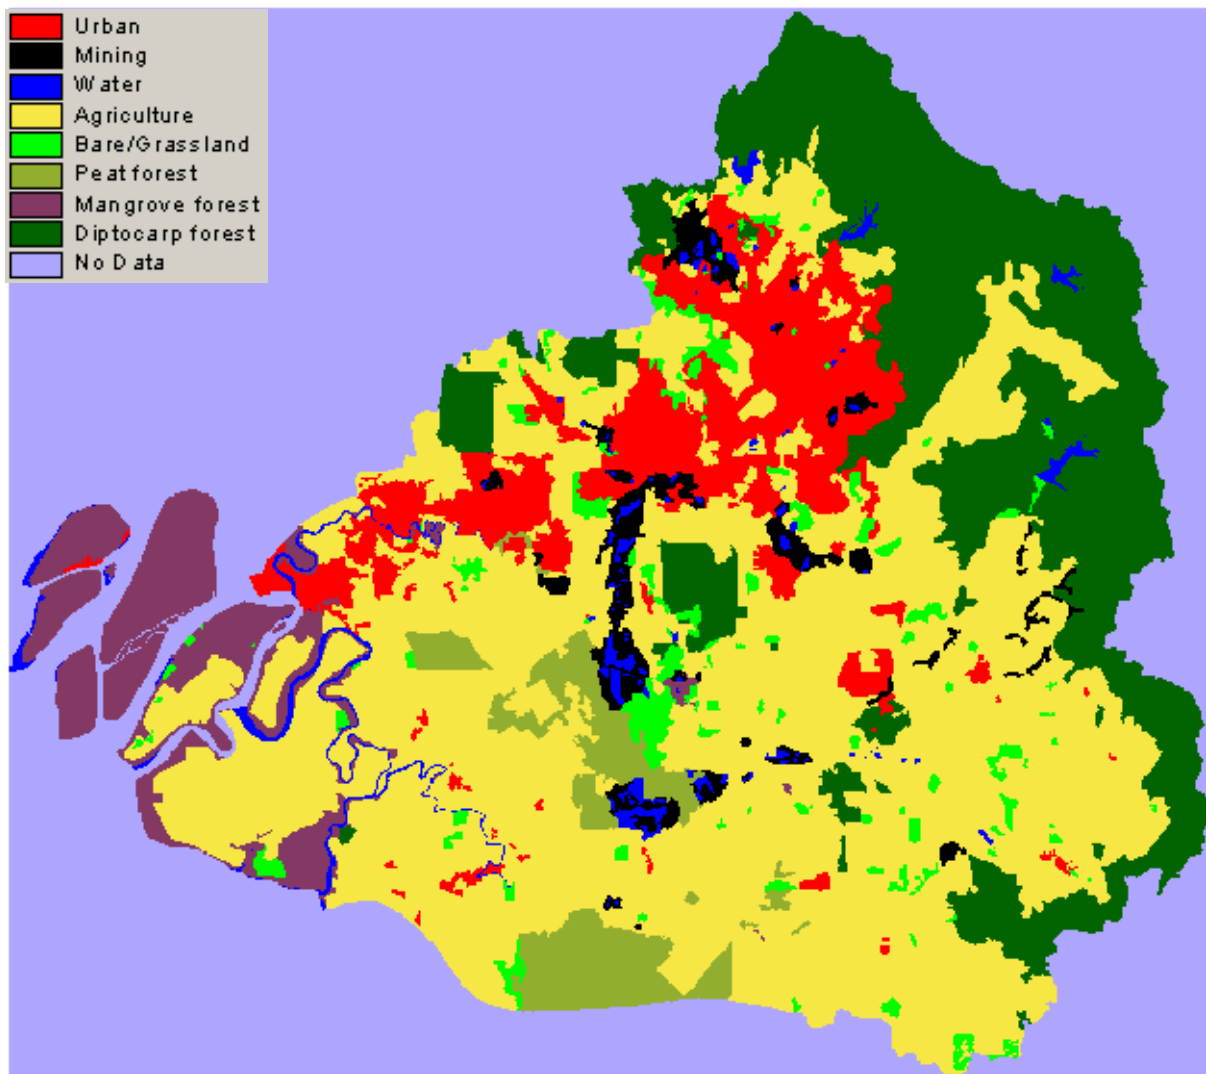 Urban
Mining
Water
Agriculture
Bare/Grassland
Peat forest
Mangrove forest
Diptocarp forest
No Data